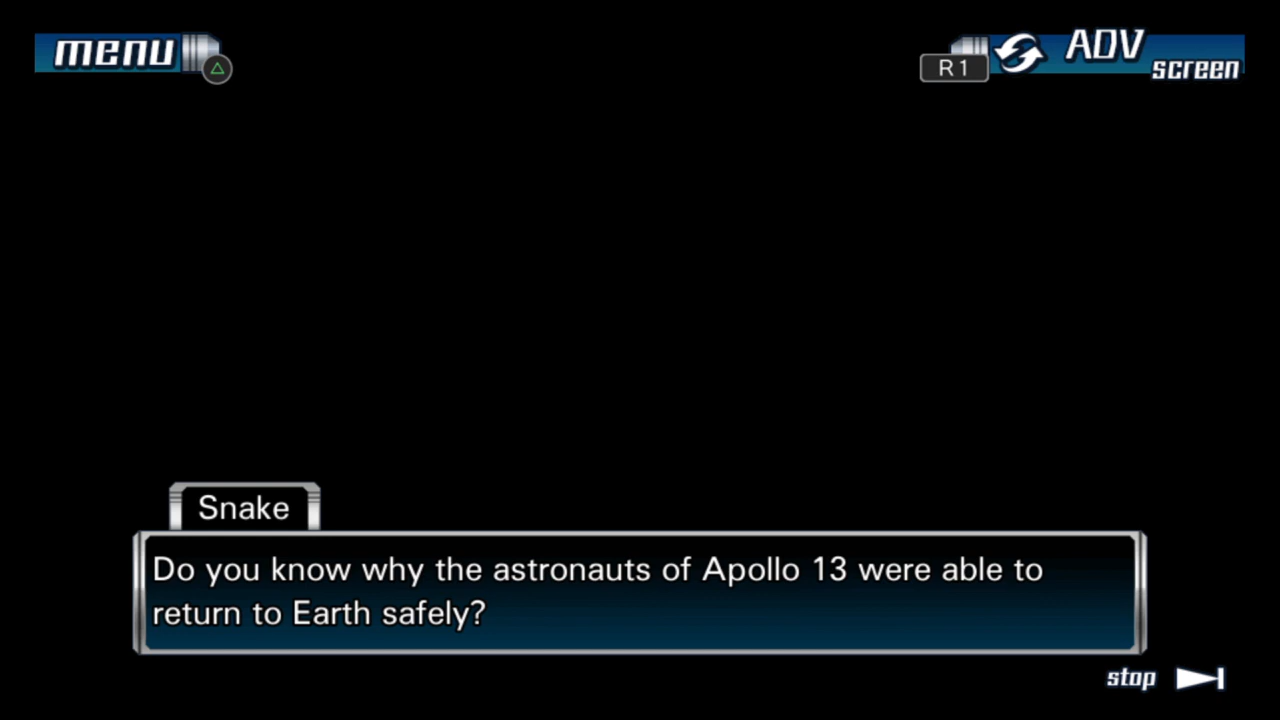 menu
R1
ADV
screen
Snake
Do you know why the astronauts of Apollo 13 were able to
return to Earth safely?
stop